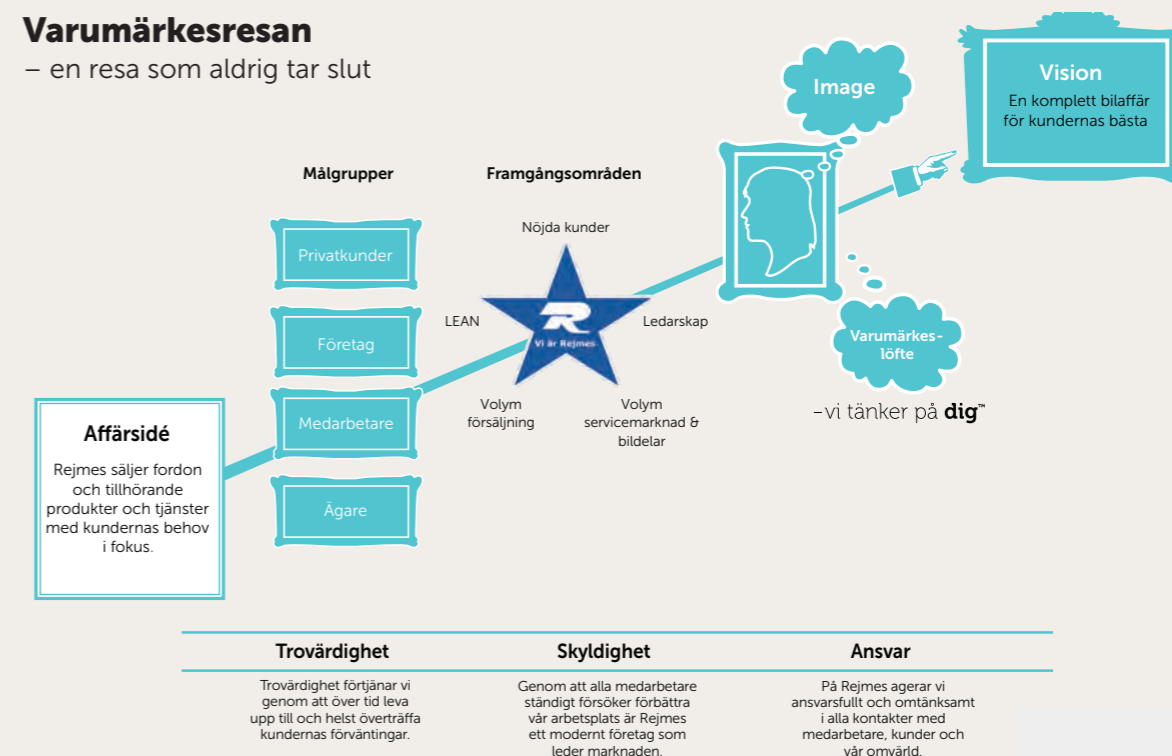 Varumärkesresan
– en resa som aldrig tar slut
Image
Vision
En komplett bilaffär
för kundernas bästa
Målgrupper
Framgångsområden
Privatkunder
Företag
Medarbetare
Ägare
Nöjda kunder
LEAN
Ledarskap
R
Vi är Rejmes
Volym
försäljning
Volym
servicemarknad &
bildelar
Varumärkes-
löfte
–vi tänker på dig™
Affärsidé
Rejmes säljer fordon
och tillhörande
produkter och tjänster
med kundernas behov
i fokus.
Trovärdighet
Trovärdighet förtjänar vi
genom att över tid leva
upp till och helst överträffa
kundernas förväntingar.
Skyldighet
Genom att alla medarbetare
ständigt försöker förbättra
vår arbetsplats är Rejmes
ett modernt företag som
leder marknaden.
Ansvar
På Rejmes agerar vi
ansvarsfullt och omtänksamt
i alla kontakter med
medarbetare, kunder och
vår omvärld.